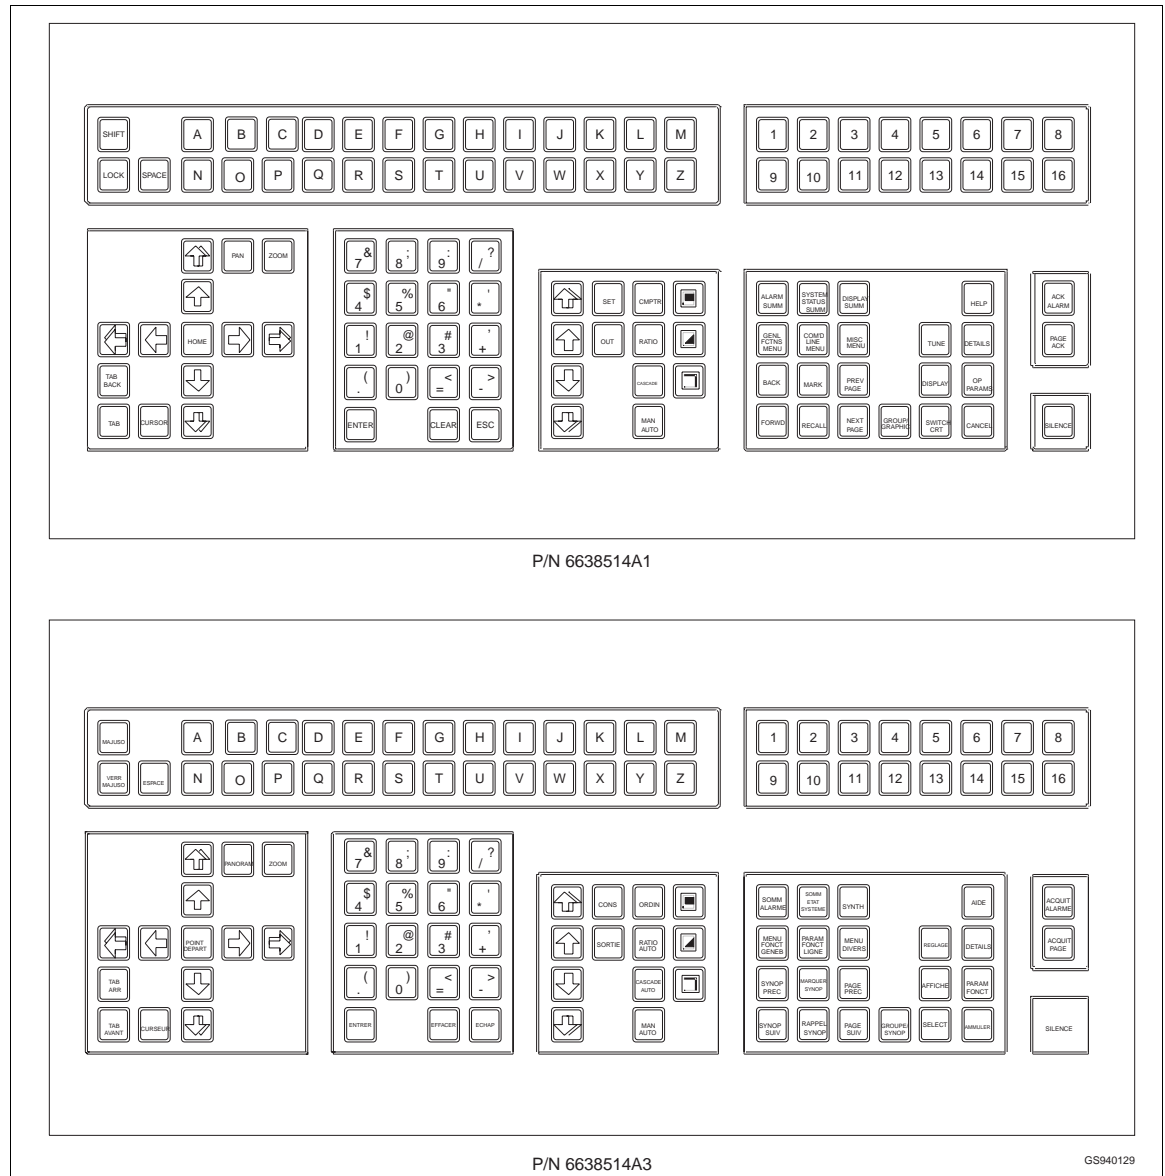 SHIFT A B C D E F G H I J K L M 1 2 3 4 5 6 7 8
LOCK SPACE N O P Q R S T U V W X Y Z 9 10 11 12 13 14 15 16
PAN ZOOM
HOME
TAB BACK
TAB CURSOR
7 & 8 ; 9 : / ?
4 $ 5 % 6 " * '
1 ! 2 @ 3 # + '
. ( 0 ) = < - >
ENTER CLEAR ESC
SET CMPTR
OUT RATIO
CASCADE
MAN AUTO
ALARM SUMM SYSTEM STATUS SUMM DISPLAY SUMM HELP
GENL FCTNS MENU COM'D LINE MENU MISC MENU TUNE DETAILS
BACK MARK PREV PAGE DISPLAY OP PARAMS
FORWD RECALL NEXT PAGE GROUP/ GRAPHIC SWITCH CRT CANCEL
ACK ALARM
PAGE ACK
SILENCE
P/N 6638514A1
MAJUSO A B C D E F G H I J K L M 1 2 3 4 5 6 7 8
VERR MAJUSO ESPACE N O P Q R S T U V W X Y Z 9 10 11 12 13 14 15 16
PANORAM ZOOM
POINT DEPART
TAB ARR
TAB AVANT CURSEUR
7 & 8 ; 9 : / ?
4 $ 5 % 6 " * '
1 ! 2 @ 3 # + '
. ( 0 ) = < - >
ENTRER EFFACER ECHAP
CONS ORDIN
SORTIE RATIO AUTO
CASCADE AUTO
MAN AUTO
SOMM ALARME SOMM ETAT SYSTEME SYNTH AIDE
MENU FONCT GENEB PARAM FONCT LIGNE MENU DIVERS REGLAGE DETAILS
SYNOP PREC MARQUER SYNOP PAGE PREC AFFICHE PARAM FONCT
SYNOP SUIV RAPPEL SYNOP PAGE SUIV GROUPE/ SYNOP SELECT AMMULER
ACQUIT ALARME
ACQUIT PAGE
SILENCE
P/N 6638514A3
GS940129